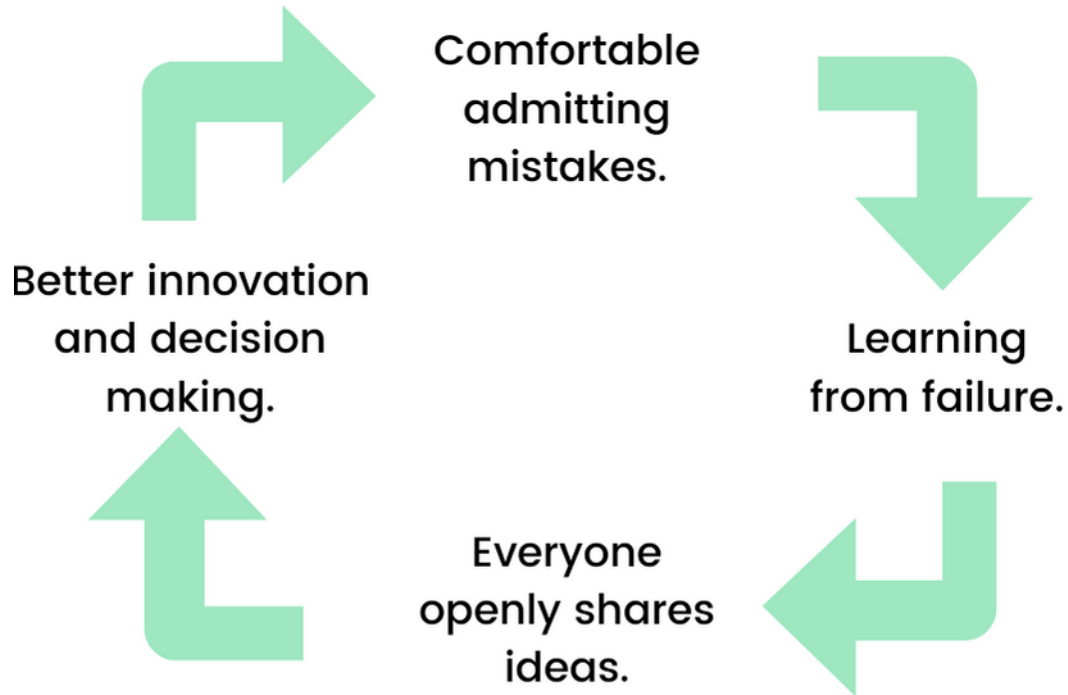 Comfortable
admitting
mistakes.
Better innovation
and decision
making.
Learning
from failure.
Everyone
openly shares
ideas.